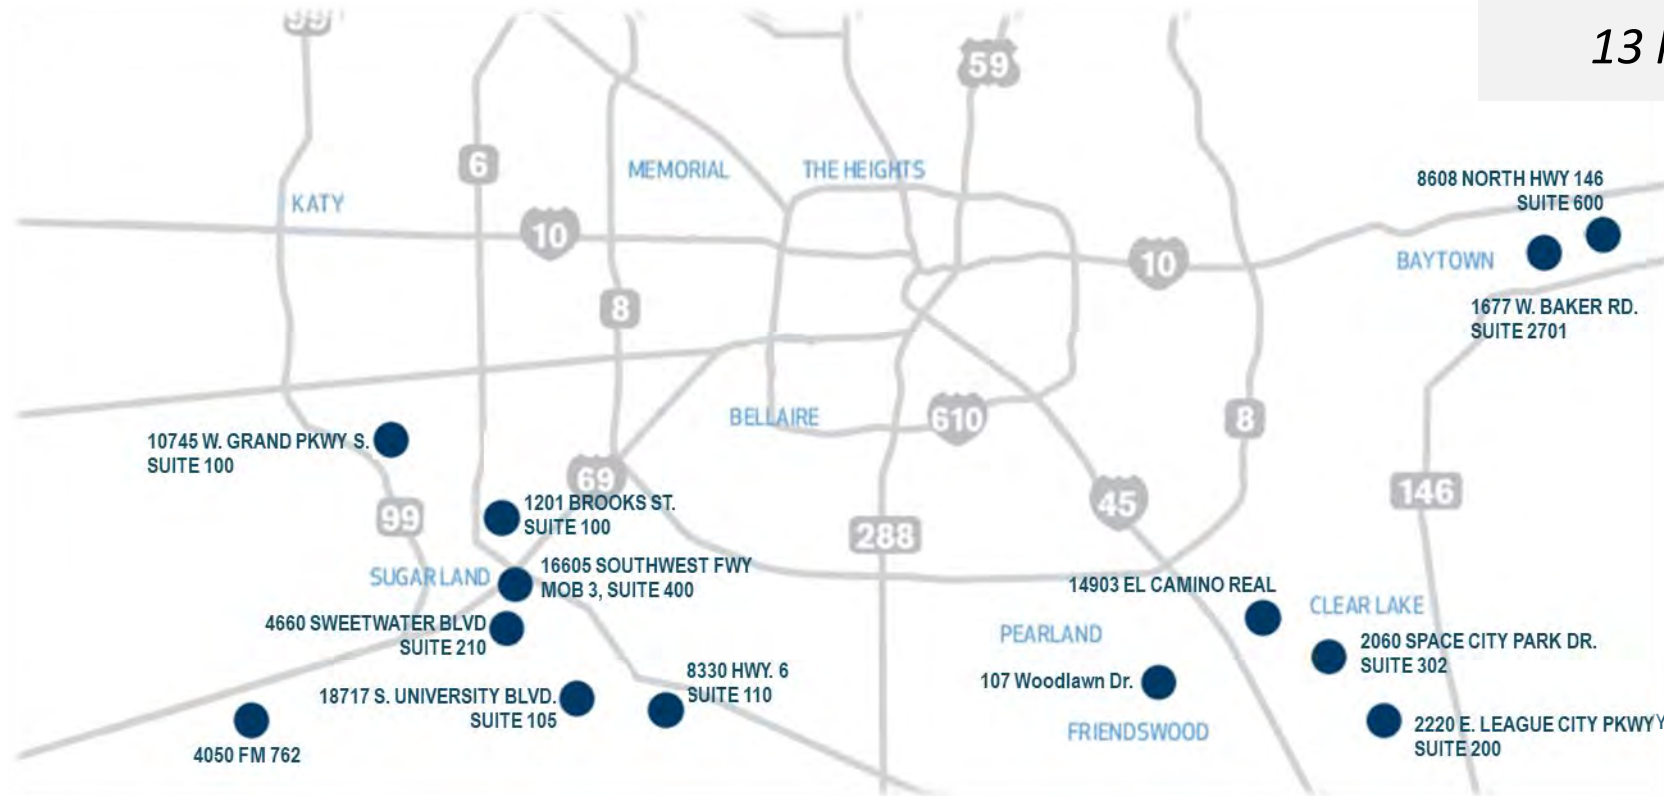 99
13
59
6
MEMORIAL
THE HEIGHTS
8608 NORTH HWY 146
SUITE 600
KATY
10
10
BAYTOWN
8
1677 W. BAKER RD.
SUITE 2701
BELLAIRE
610
8
10745 W. GRAND PKWY S.
SUITE 100
69
146
45
1201 BROOKS ST.
SUITE 100
99
288
SUGAR LAND
16605 SOUTHWEST FWY
MOB 3, SUITE 400
14903 EL CAMINO REAL
CLEAR LAKE
4660 SWEETWATER BLVD
SUITE 210
PEARLAND
2060 SPACE CITY PARK DR.
SUITE 302
8330 HWY. 6
SUITE 110
107 Woodlawn Dr.
18717 S. UNIVERSITY BLVD.
SUITE 105
FRIENDSWOOD
2220 E. LEAGUE CITY PKWY
SUITE 200
4050 FM 762